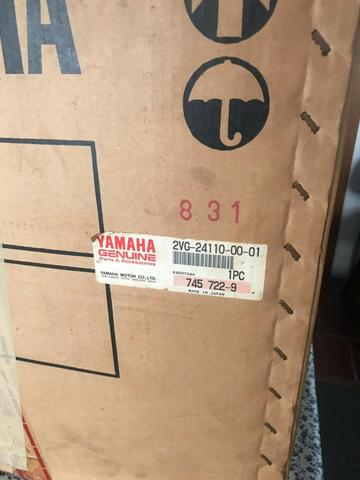 HA
831
YAMAHA
GENUINE
Parts & Accessories
YAMAHA MOTOR CO.,LTD.
2VG-24110-00-01
1PC
745 722-9
MADE IN JAPAN